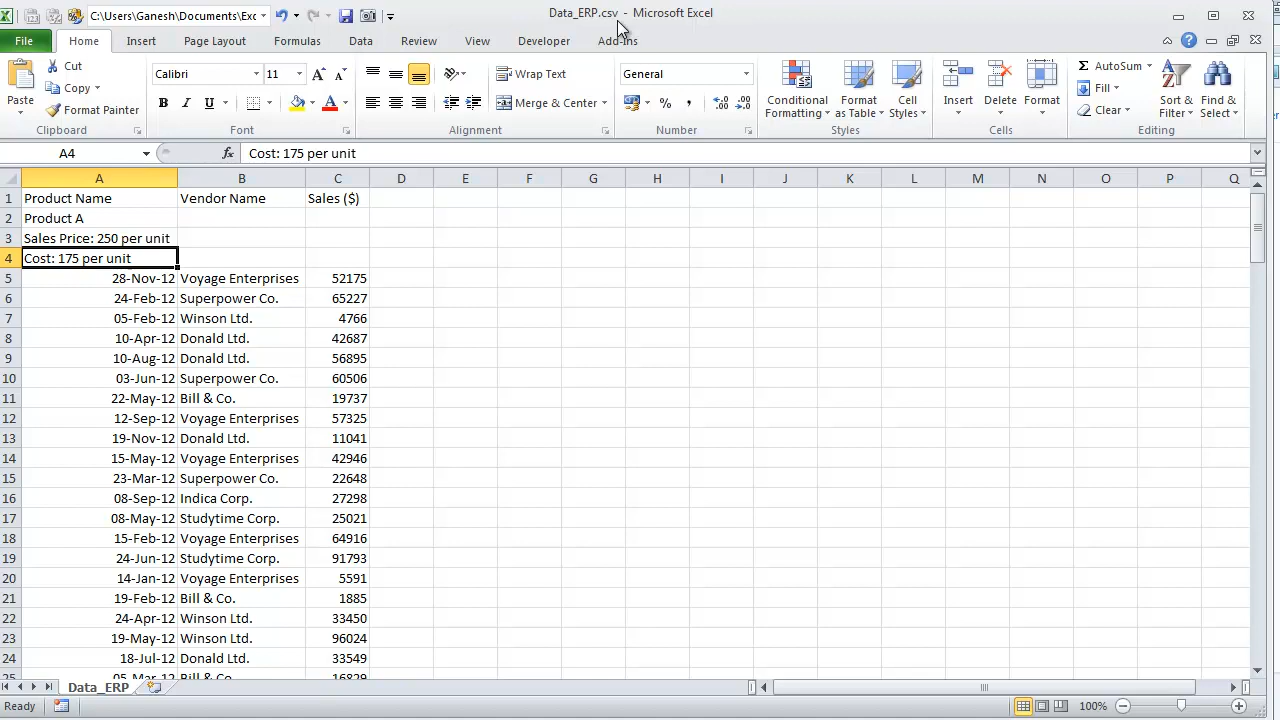 C:\Users\Ganesh\Documents\Exc
Data_ERP.csv - Microsoft Excel
File Home Insert Page Layout Formulas Data Review View Developer Add-Ins
Paste
Cut
Copy
Format Painter
Clipboard
Calibri 11
B I U
Font
Wrap Text
Merge & Center
Alignment
General
Number
Conditional Formatting
Format as Table
Cell Styles
Styles
Insert
Delete
Format
Cells
AutoSum
Fill
Clear
Sort & Filter
Find & Select
Editing
A4 fx Cost: 175 per unit
A B C D E F G H I J K L M N O P Q
1 Product Name Vendor Name Sales ($)
2 Product A
3 Sales Price: 250 per unit
4 Cost: 175 per unit
5 28-Nov-12 Voyage Enterprises 52175
6 24-Feb-12 Superpower Co. 65227
7 05-Feb-12 Winson Ltd. 4766
8 10-Apr-12 Donald Ltd. 42687
9 10-Aug-12 Donald Ltd. 56895
10 03-Jun-12 Superpower Co. 60506
11 22-May-12 Bill & Co. 19737
12 12-Sep-12 Voyage Enterprises 57325
13 19-Nov-12 Donald Ltd. 11041
14 15-May-12 Voyage Enterprises 42946
15 23-Mar-12 Superpower Co. 22648
16 08-Sep-12 Indica Corp. 27298
17 08-May-12 Studytime Corp. 25021
18 15-Feb-12 Voyage Enterprises 64916
19 24-Jun-12 Studytime Corp. 91793
20 14-Jan-12 Voyage Enterprises 5591
21 19-Feb-12 Bill & Co. 1885
22 24-Apr-12 Winson Ltd. 33450
23 19-May-12 Winson Ltd. 96024
24 18-Jul-12 Donald Ltd. 33549
25 05-Mar-12 Bill & Co. 16829
Data_ERP
Ready 100%